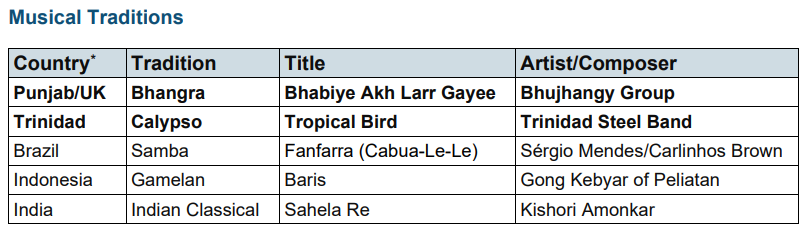 Musical Traditions
Country* Tradition Title Artist/Composer
Punjab/UK Bhangra Bhabiye Akh Larr Gayee Bhujhangy Group
Trinidad Calypso Tropical Bird Trinidad Steel Band
Brazil Samba Fanfarra (Cabua-Le-Le) Sérgio Mendes/Carlinhos Brown
Indonesia Gamelan Baris Gong Kebyar of Peliatan
India Indian Classical Sahela Re Kishori Amonkar